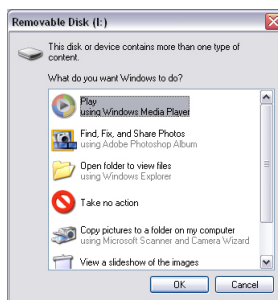 Removable Disk (I:)
This disk or device contains more than one type of
content.
What do you want Windows to do?
Play
using Windows Media Player
Find, Fix, and Share Photos
using Adobe Photoshop Album
Open folder to view files
using Windows Explorer
Take no action
Copy pictures to a folder on my computer
using Microsoft Scanner and Camera Wizard
View a slideshow of the images
OK
Cancel